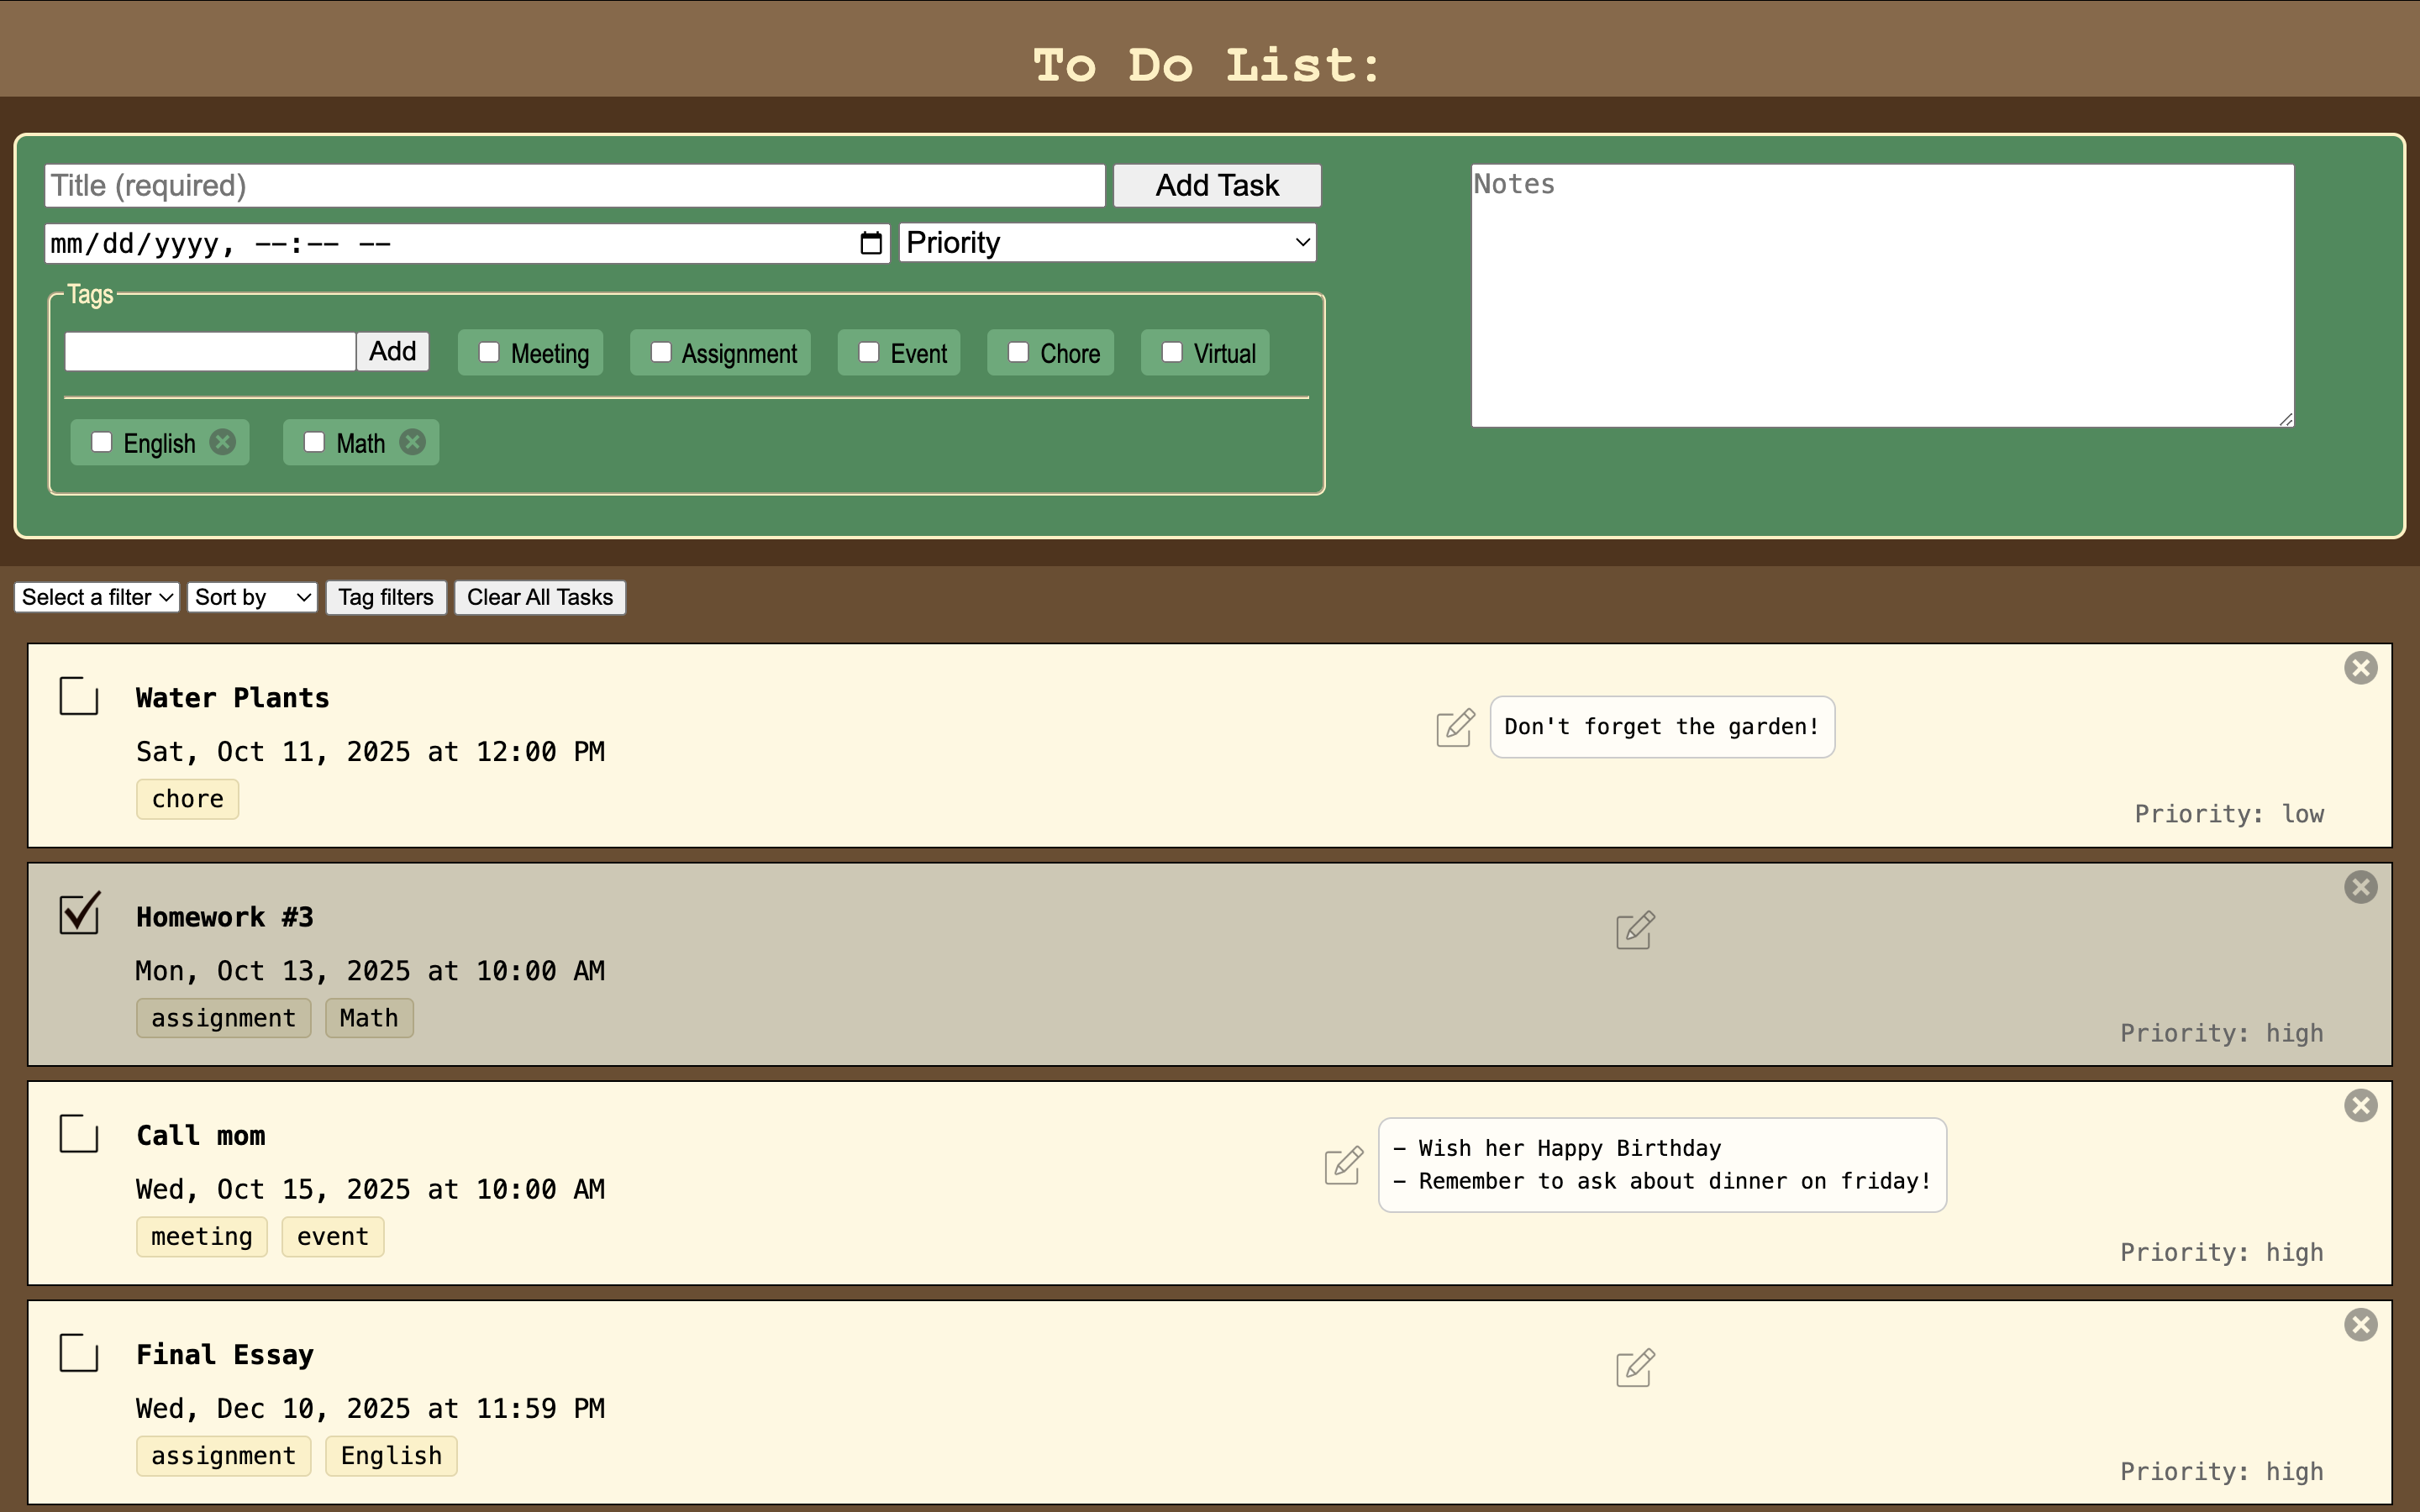 To Do List:
Title (required)
Add Task
Notes
mm/dd/yyyy, --:-- --
Priority
Tags
Add
Meeting
Assignment
Event
Chore
Virtual
English
Math
Select a filter
Sort by
Tag filters
Clear All Tasks
Water Plants
Sat, Oct 11, 2025 at 12:00 PM
chore
Don't forget the garden!
Priority: low
Homework #3
Mon, Oct 13, 2025 at 10:00 AM
assignment
Math
Priority: high
Call mom
Wed, Oct 15, 2025 at 10:00 AM
meeting
event
- Wish her Happy Birthday
- Remember to ask about dinner on friday!
Priority: high
Final Essay
Wed, Dec 10, 2025 at 11:59 PM
assignment
English
Priority: high